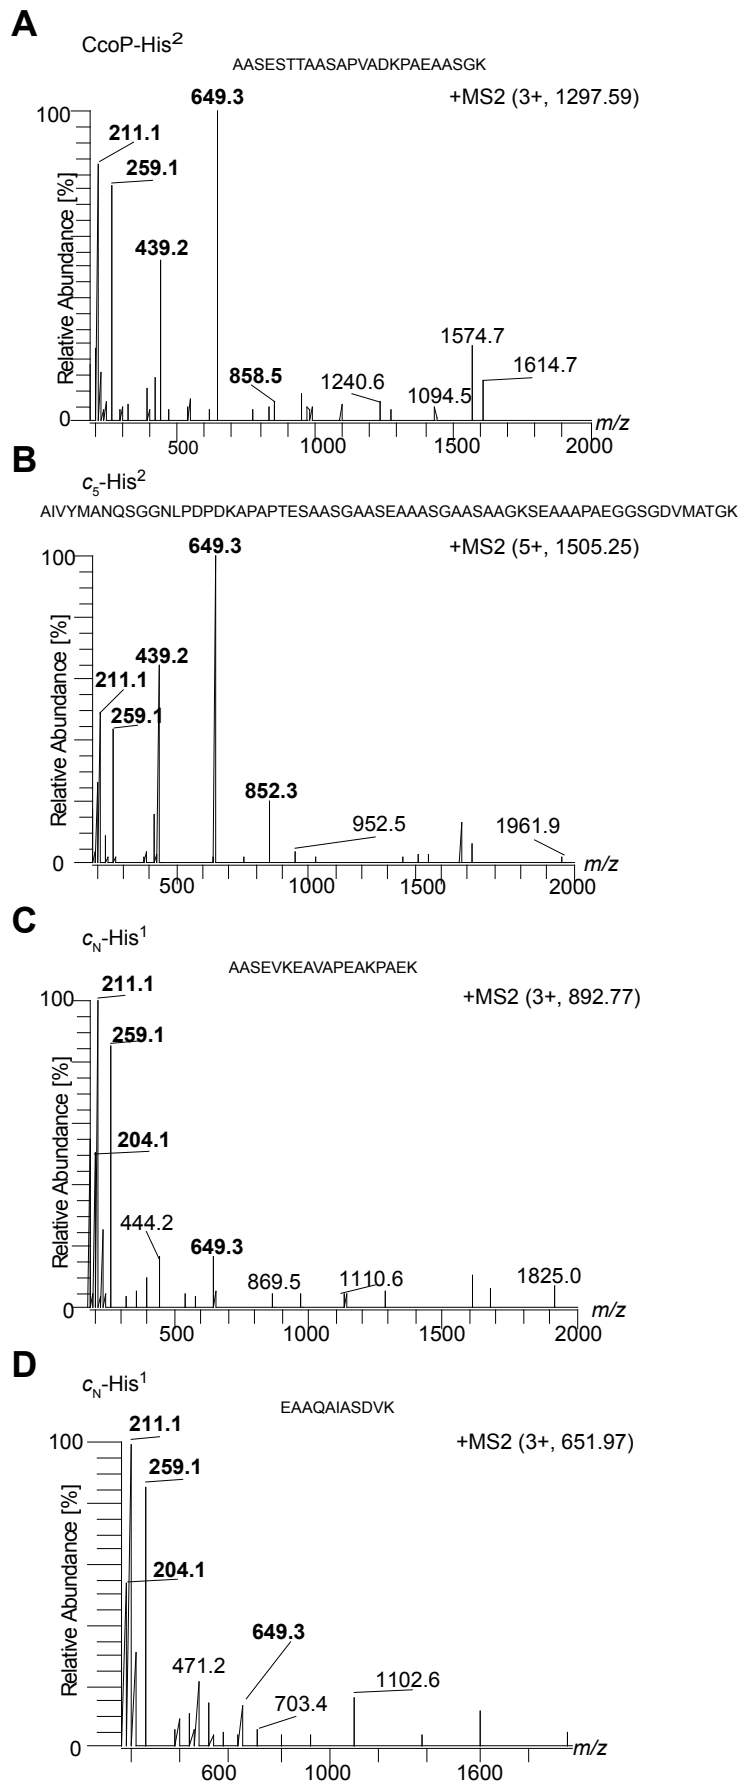 A
CcoP-His2
AASESTTAASAPVADKPAEAASGK
+MS2 (3+, 1297.59)
649.3
100
211.1
259.1
439.2
858.5
1240.6
1094.5
1574.7
1614.7
Relative Abundance [%]
0
500
1000
1500
2000
m/z
B
c5-His2
AIVYMANQSGGNLPDPDKAPAPTESAASGAASEAAASGAASAAGKSEAAAPAEGGSGDVMATGK
+MS2 (5+, 1505.25)
649.3
100
439.2
211.1
259.1
852.3
952.5
1961.9
Relative Abundance [%]
0
500
1000
1500
2000
m/z
C
cN-His1
AASEVKEAVAPEAKPAEK
+MS2 (3+, 892.77)
211.1
100
259.1
204.1
444.2
649.3
869.5
1110.6
1825.0
Relative Abundance [%]
0
500
1000
1500
2000
m/z
D
cN-His1
EAAQAIASDVK
+MS2 (3+, 651.97)
211.1
100
259.1
204.1
649.3
471.2
703.4
1102.6
Relative Abundance [%]
0
600
1000
1600
m/z